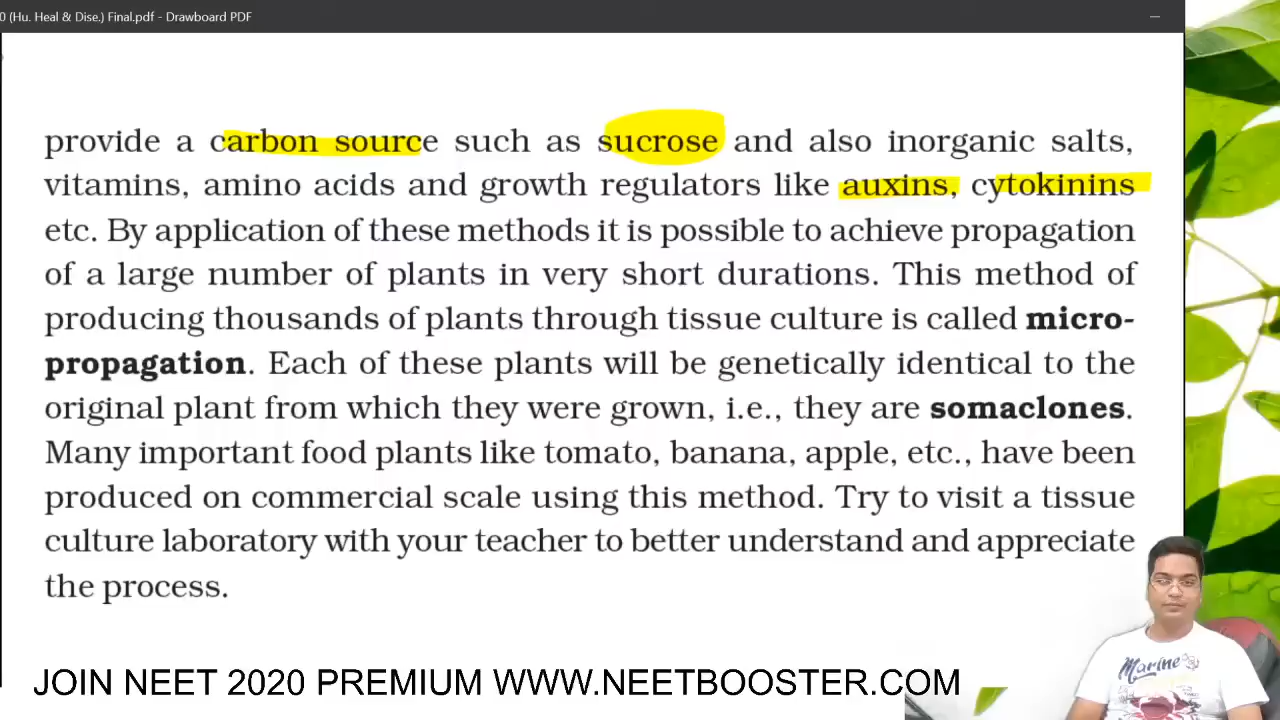 0 (Hu. Heal & Dise.) Final.pdf - Drawboard PDF
provide a carbon source such as sucrose and also inorganic salts,
vitamins, amino acids and growth regulators like auxins, cytokinins
etc. By application of these methods it is possible to achieve propagation
of a large number of plants in very short durations. This method of
producing thousands of plants through tissue culture is called micro-
propagation. Each of these plants will be genetically identical to the
original plant from which they were grown, i.e., they are somaclones.
Many important food plants like tomato, banana, apple, etc., have been
produced on commercial scale using this method. Try to visit a tissue
culture laboratory with your teacher to better understand and appreciate
the process.
Marine
JOIN NEET 2020 PREMIUM WWW.NEETBOOSTER.COM